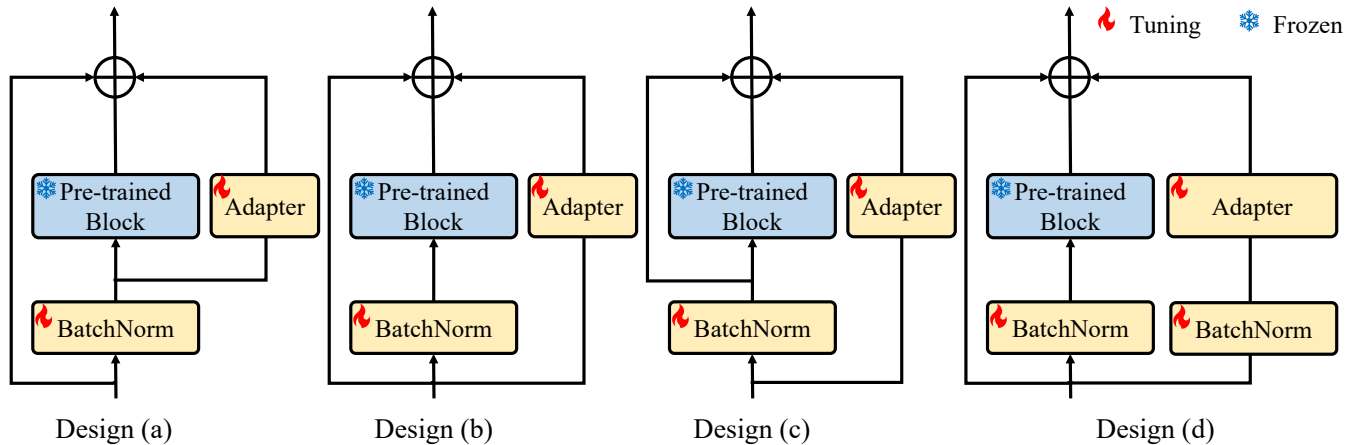 Tuning Frozen
Pre-trained
Block
Adapter
BatchNorm
Design (a)
Pre-trained
Block
Adapter
BatchNorm
Design (b)
Pre-trained
Block
Adapter
BatchNorm
Design (c)
Pre-trained
Block
Adapter
BatchNorm
BatchNorm
Design (d)